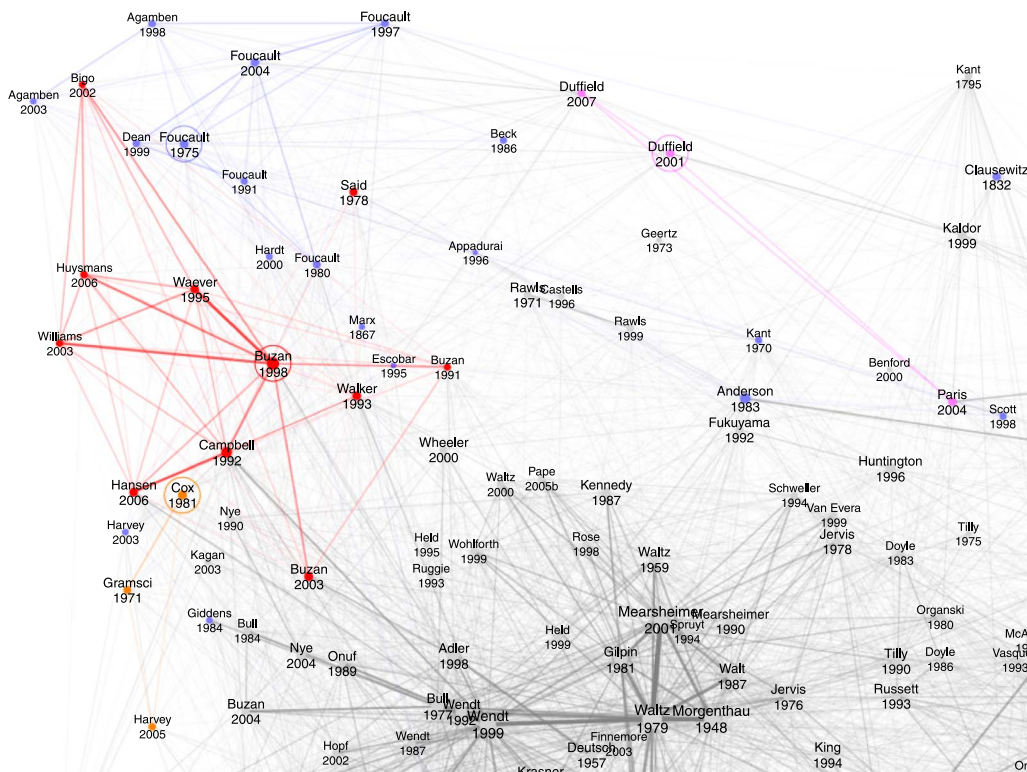 Agamben
1998
Foucault
1997
Foucault
2004
Bigo
2002
Agamben
2003
Duffield
2007
Kant
1795
Dean
1999
Foucault
1975
Beck
1986
Duffield
2001
Foucault
1991
Said
1978
Clausewitz
1832
Geertz
1973
Kaldor
1999
Hardt
2000
Foucault
1980
Appadurai
1996
Huysmans
2006
Waever
1995
Rawls
1971
Castells
1996
Marx
1867
Rawls
1999
Williams
2003
Kant
1970
Buzan
1998
Escobar
1995
Buzan
1991
Benford
2000
Walker
1993
Anderson
1983
Paris
2004
Scott
1998
Fukuyama
1992
Campbell
1992
Wheeler
2000
Huntington
1996
Hansen
2006
Cox
1981
Waltz
2000
Pape
2005b
Kennedy
1987
Schweller
1994
Nye
1990
Van Evera
1999
Harvey
2003
Held
1995
Wohlforth
1999
Rose
1998
Jervis
1978
Tilly
1975
Kagan
2003
Waltz
1959
Doyle
1983
Ruggie
1993
Buzan
2003
Gramsci
1971
Giddens
1984
Bull
1984
Mearsheimer
2001
Spruyt
1994
Mearsheimer
1990
Organski
1980
Held
1999
Nye
2004
Onuf
1989
Adler
1998
Gilpin
1981
Walt
1987
Tilly
1990
Doyle
1986
Vasque
1993
McA
Buzan
2004
Bull
1977
Wendt
1992
Wendt
1999
Waltz
1979
Morgenthau
1948
Jervis
1976
Russett
1993
Harvey
2005
Hopf
2002
Wendt
1987
Finnemore
2003
Deutsch
1957
King
1994
Krasner